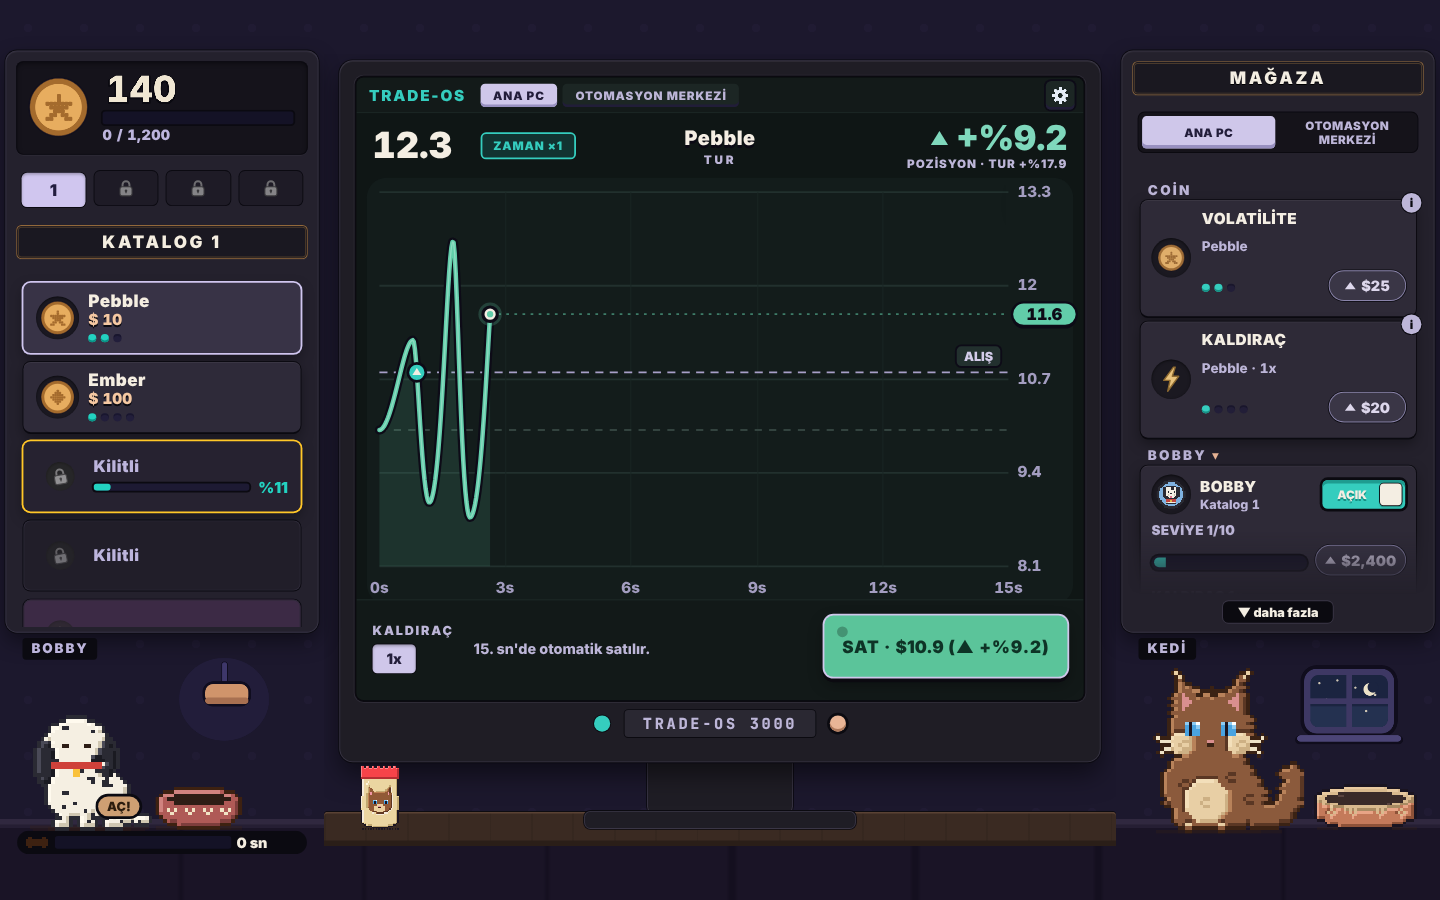 140
0 / 1,200
1
KATALOG 1
Pebble
$ 10
Ember
$ 100
Kilitli
%11
Kilitli
BOBBY
AÇ!
0 sn
TRADE-OS
ANA PC
OTOMASYON MERKEZİ
12.3
ZAMAN ×1
Pebble
TUR
▲ +%9.2
POZİSYON · TUR +%17.9
13.3
12
11.6
ALIŞ
10.7
9.4
8.1
0s 3s 6s 9s 12s 15s
KALDIRAÇ
1x
15. sn'de otomatik satılır.
SAT · $10.9 (▲ +%9.2)
TRADE-OS 3000
MAĞAZA
ANA PC
OTOMASYON
MERKEZİ
COİN
i
VOLATİLİTE
Pebble
▲ $25
i
KALDIRAÇ
Pebble · 1x
▲ $20
BOBBY ▼
BOBBY
Katalog 1
AÇIK
SEVİYE 1/10
▲ $2,400
▼ daha fazla
KEDİ